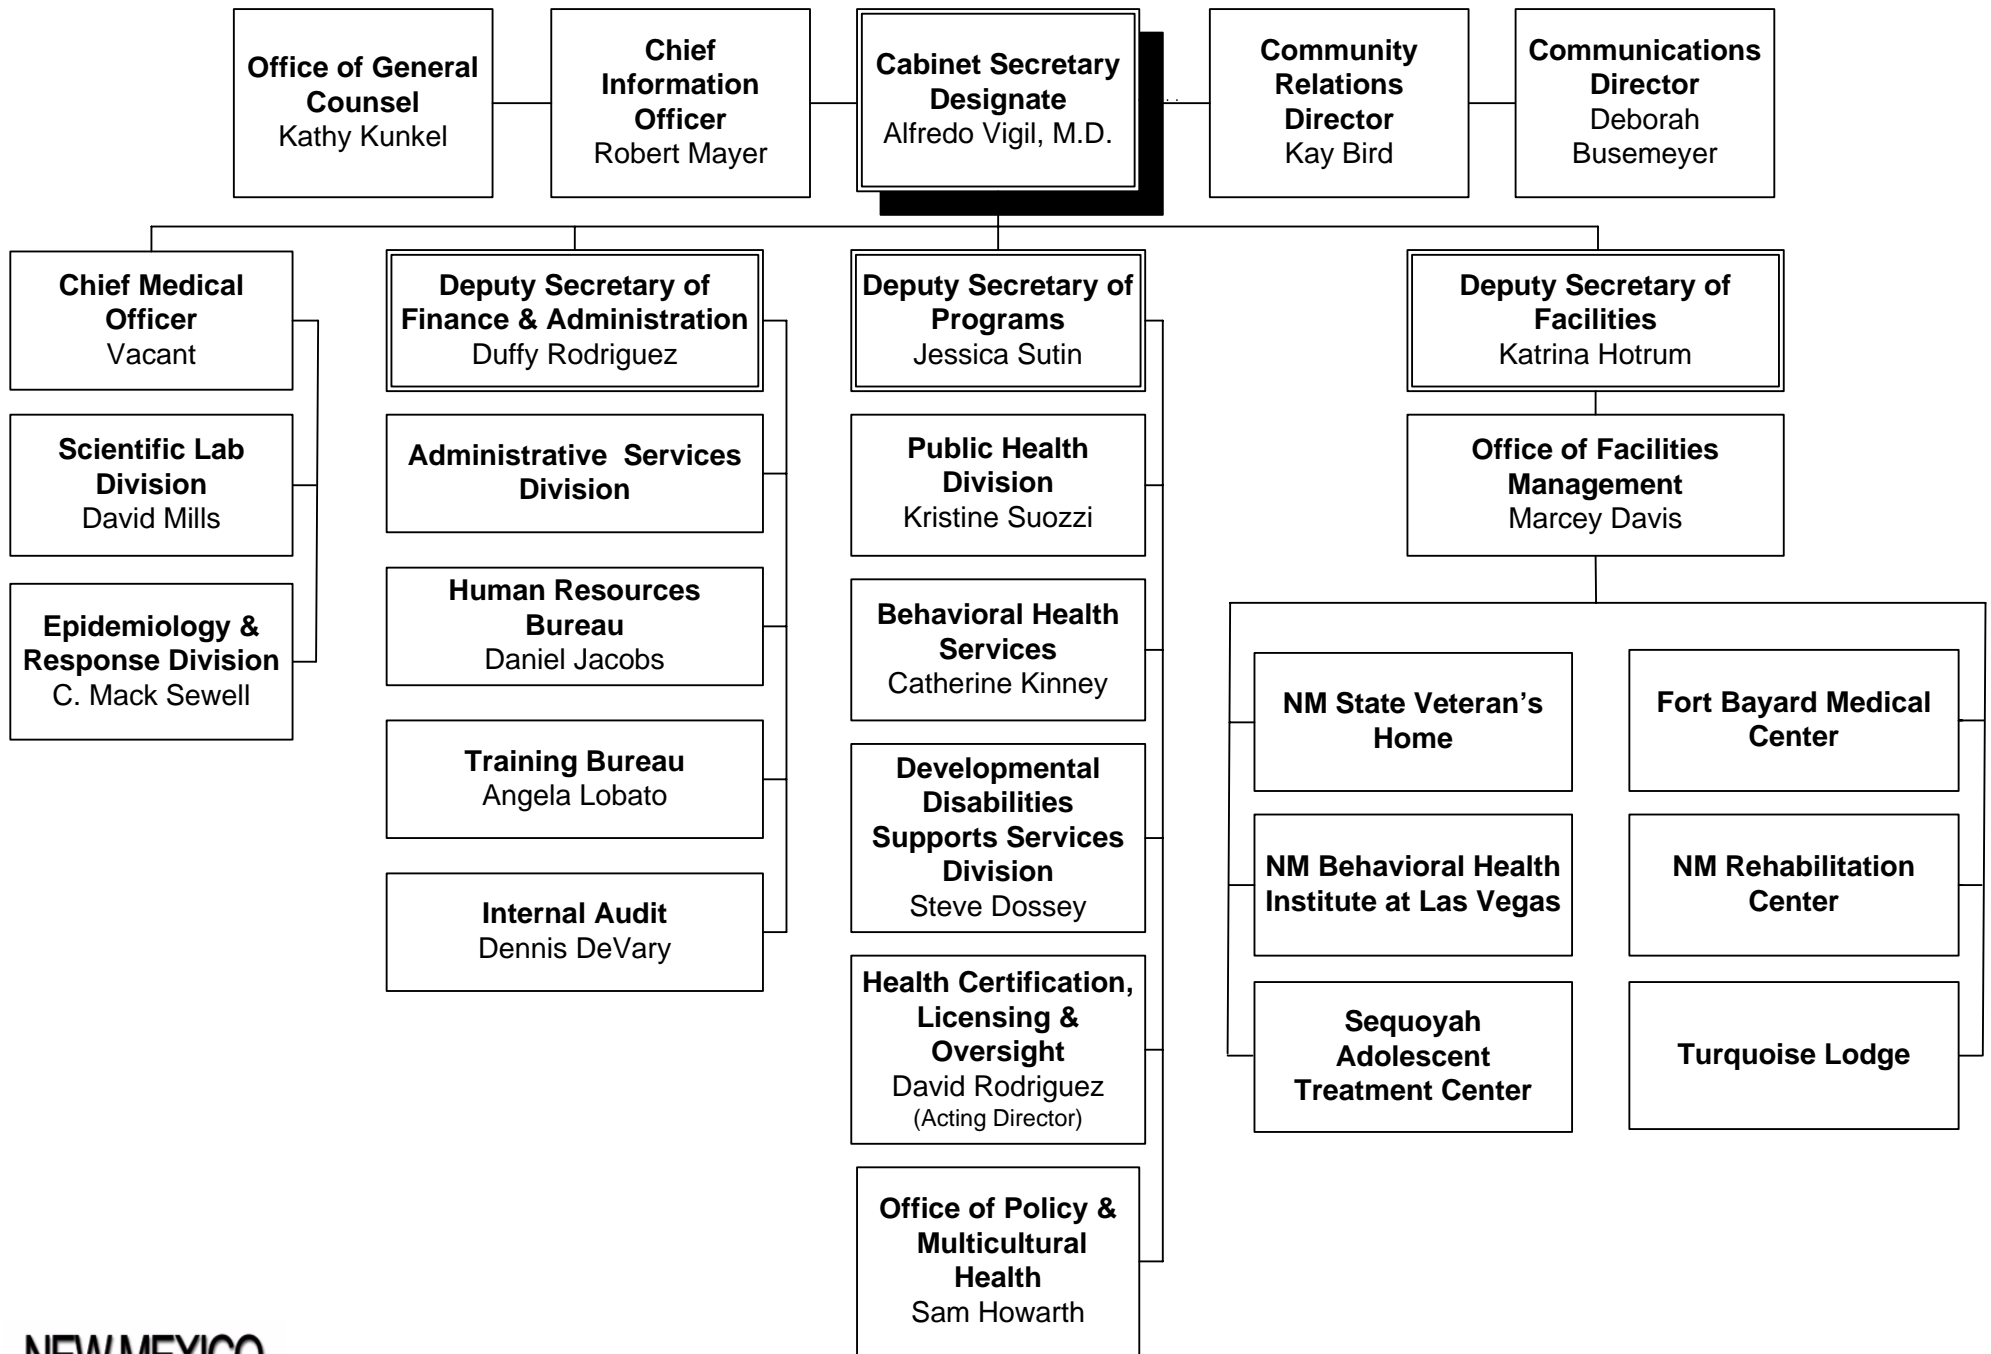 Office of General
Counsel
Kathy Kunkel
Chief
Information
Officer
Robert Mayer
Cabinet Secretary
Designate
Alfredo Vigil, M.D.
Community
Relations
Director
Kay Bird
Communications
Director
Deborah
Busemeyer
Chief Medical
Officer
Vacant
Deputy Secretary of
Finance & Administration
Duffy Rodriguez
Deputy Secretary of
Programs
Jessica Sutin
Deputy Secretary of
Facilities
Katrina Hotrum
Scientific Lab
Division
David Mills
Administrative Services
Division
Public Health
Division
Kristine Suozzi
Office of Facilities
Management
Marcey Davis
Epidemiology &
Response Division
C. Mack Sewell
Human Resources
Bureau
Daniel Jacobs
Behavioral Health
Services
Catherine Kinney
NM State Veteran’s
Home
Fort Bayard Medical
Center
Training Bureau
Angela Lobato
Developmental
Disabilities
Supports Services
Division
Steve Dossey
NM Behavioral Health
Institute at Las Vegas
NM Rehabilitation
Center
Internal Audit
Dennis DeVary
Health Certification,
Licensing &
Oversight
David Rodriguez
(Acting Director)
Sequoyah
Adolescent
Treatment Center
Turquoise Lodge
Office of Policy &
Multicultural
Health
Sam Howarth
NEW MEXICO